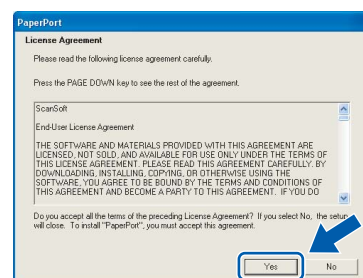 PaperPort
License Agreement
Please read the following license agreement carefully.
Press the PAGE DOWN key to see the rest of the agreement.
ScanSoft
End-User License Agreement
THE SOFTWARE AND MATERIALS PROVIDED WITH THIS AGREEMENT ARE
LICENSED, NOT SOLD, AND AVAILABLE FOR USE ONLY UNDER THE TERMS OF
THIS LICENSE AGREEMENT. PLEASE READ THIS AGREEMENT CAREFULLY. BY
DOWNLOADING, INSTALLING, COPYING, OR OTHERWISE USING THE
SOFTWARE, YOU AGREE TO BE BOUND BY THE TERMS AND CONDITIONS OF
THIS AGREEMENT AND BECOME A PARTY TO THIS AGREEMENT. IF YOU DO
Do you accept all the terms of the preceding License Agreement? If you select No, the setup
will close. To install "PaperPort", you must accept this agreement.
Yes
No